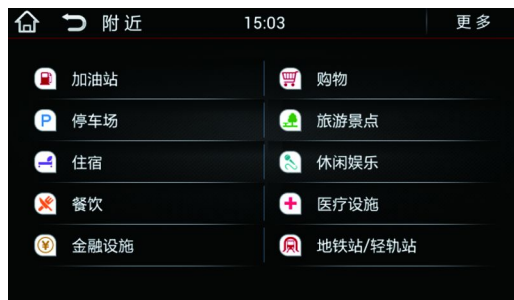 附近 15:03 更多
加油站 购物
P 停车场 旅游景点
住宿 休闲娱乐
餐饮 医疗设施
¥ 金融设施 地铁站/轻轨站